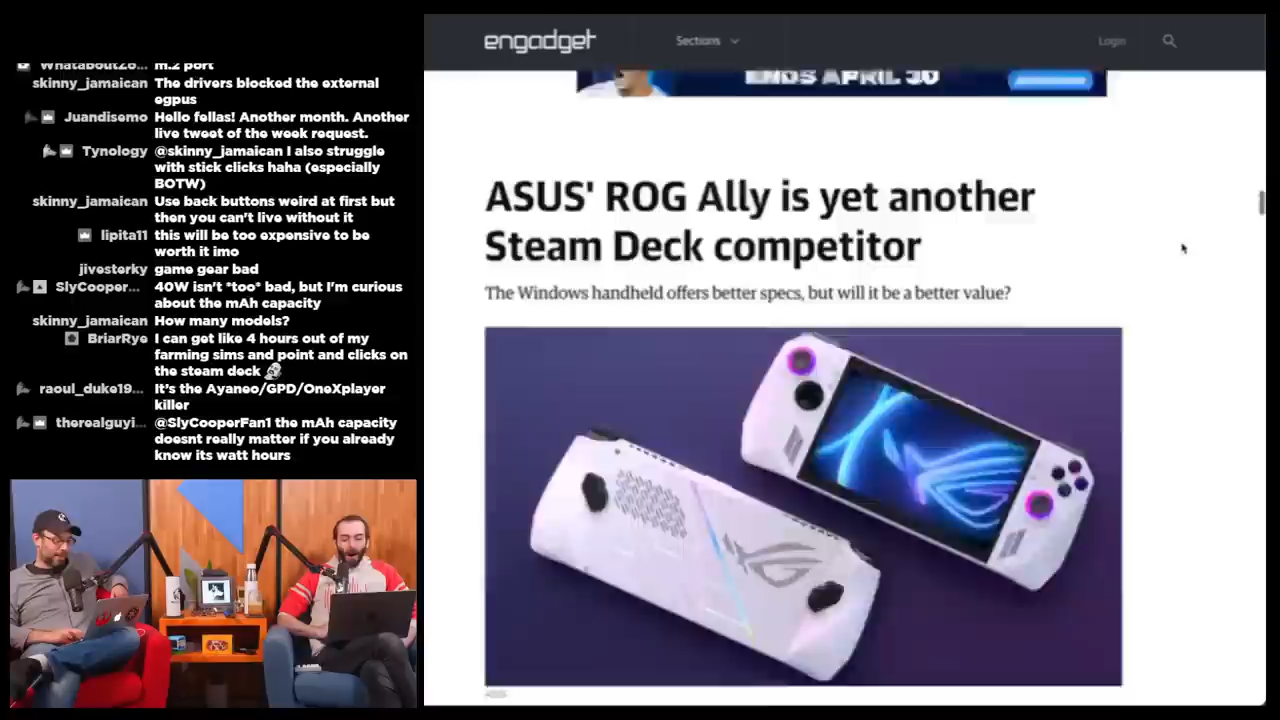 m.2 port
skinny_jamaican The drivers blocked the external
egpus
Juandisemo Hello fellas! Another month. Another
live tweet of the week request.
Tynology @skinny_jamaican I also struggle
with stick clicks haha (especially
BOTW)
skinny_jamaican Use back buttons weird at first but
then you can't live without it
lipita11 this will be too expensive to be
worth it imo
jivesterky game gear bad
SlyCooper... 40W isn't *too* bad, but I'm curious
about the mAh capacity
skinny_jamaican How many models?
BriarRye I can get like 4 hours out of my
farming sims and point and clicks on
the steam deck
raoul_duke19... It's the Ayaneo/GPD/OneXplayer
killer
therealguyi... @SlyCooperFan1 the mAh capacity
doesnt really matter if you already
know its watt hours
engadget
Sections
Login
ENDS APRIL 30
ASUS' ROG Ally is yet another
Steam Deck competitor
The Windows handheld offers better specs, but will it be a better value?